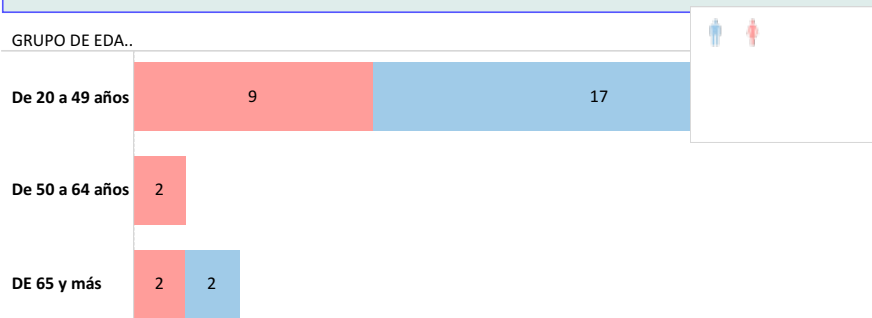 GRUPO DE EDA..
De 20 a 49 años 9 17
De 50 a 64 años 2
DE 65 y más 2 2